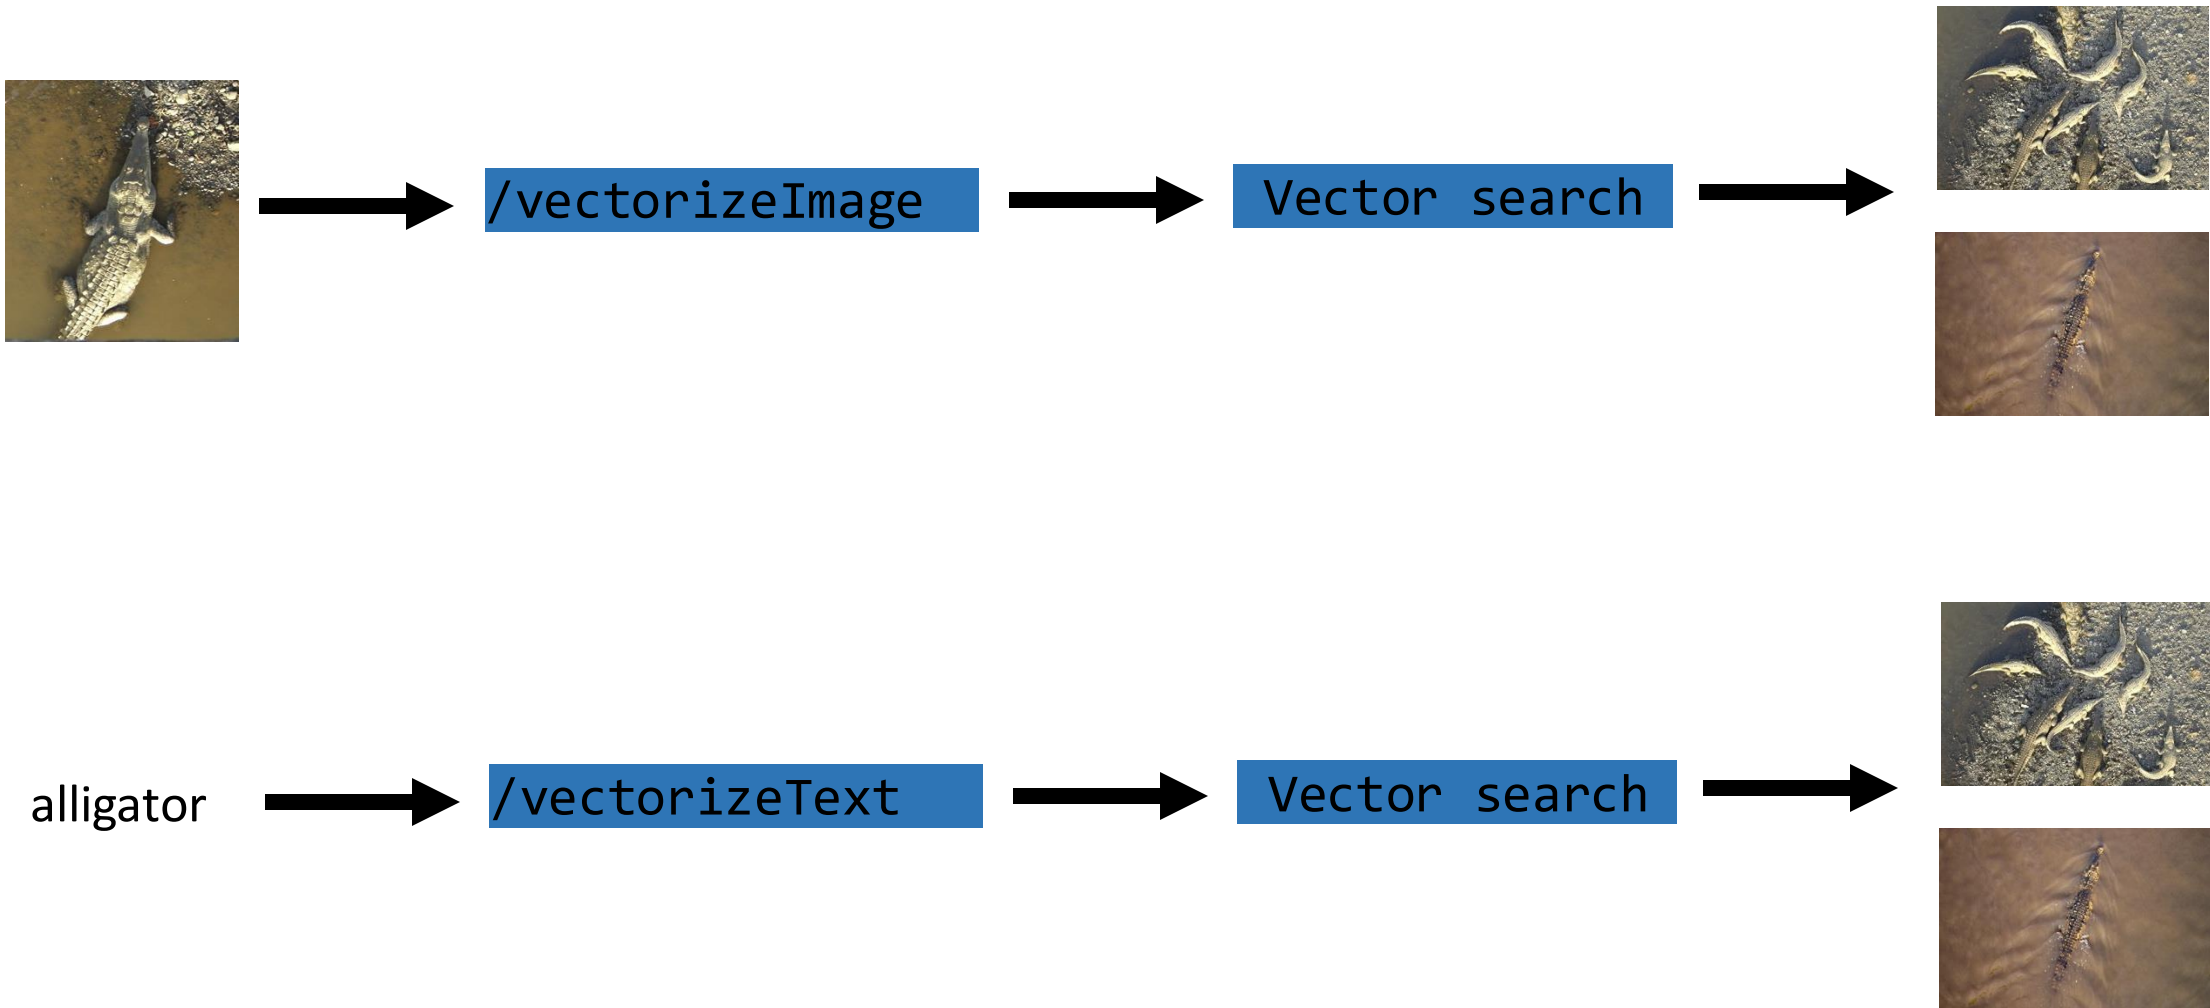 /vectorizeImage
Vector search
alligator
/vectorizeText
Vector search